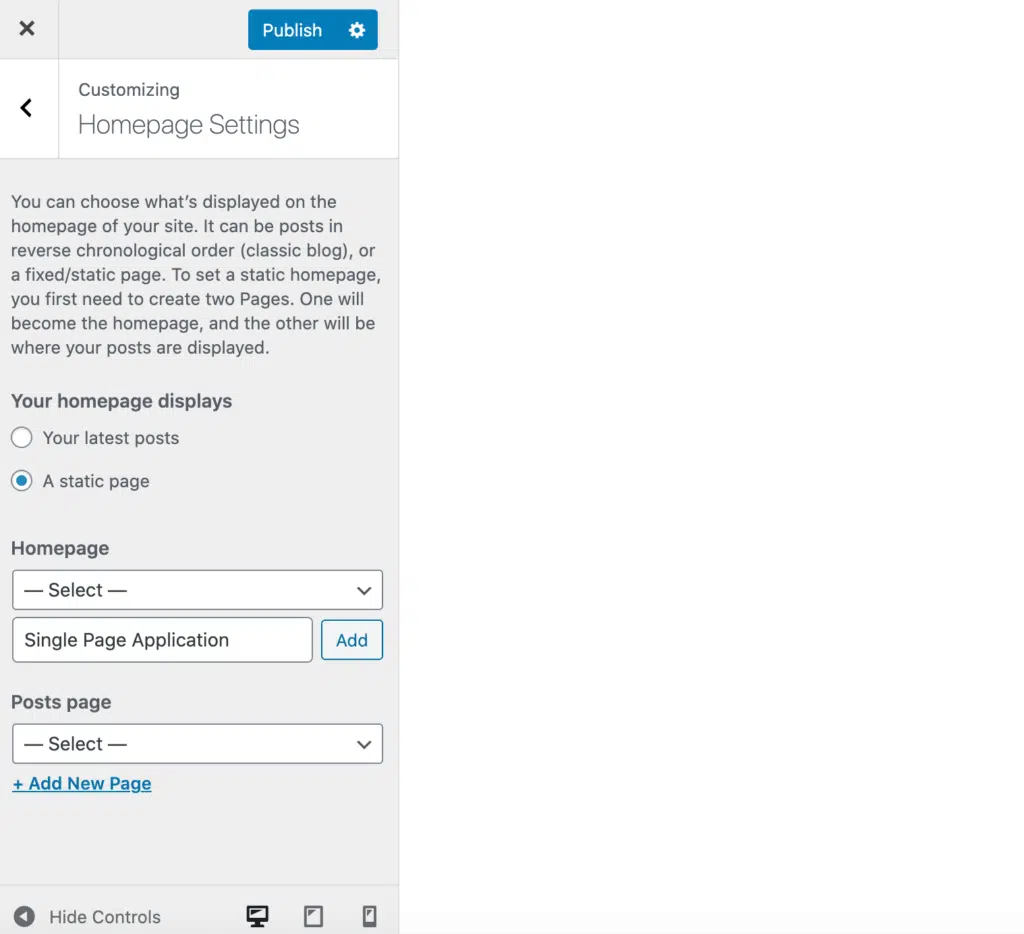 Publish
Customizing
Homepage Settings
You can choose what’s displayed on the
homepage of your site. It can be posts in
reverse chronological order (classic blog), or
a fixed/static page. To set a static homepage,
you first need to create two Pages. One will
become the homepage, and the other will be
where your posts are displayed.
Your homepage displays
Your latest posts
A static page
Homepage
— Select —
Single Page Application
Add
Posts page
— Select —
+ Add New Page
Hide Controls